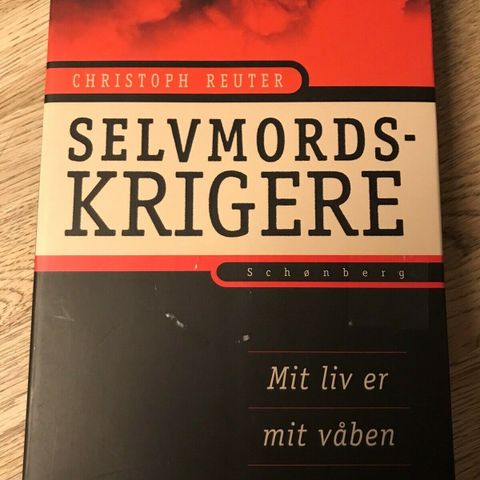 CHRISTOPH REUTER
SELVMORDS-
KRIGERE
Schønberg
Mit liv er
mit våben